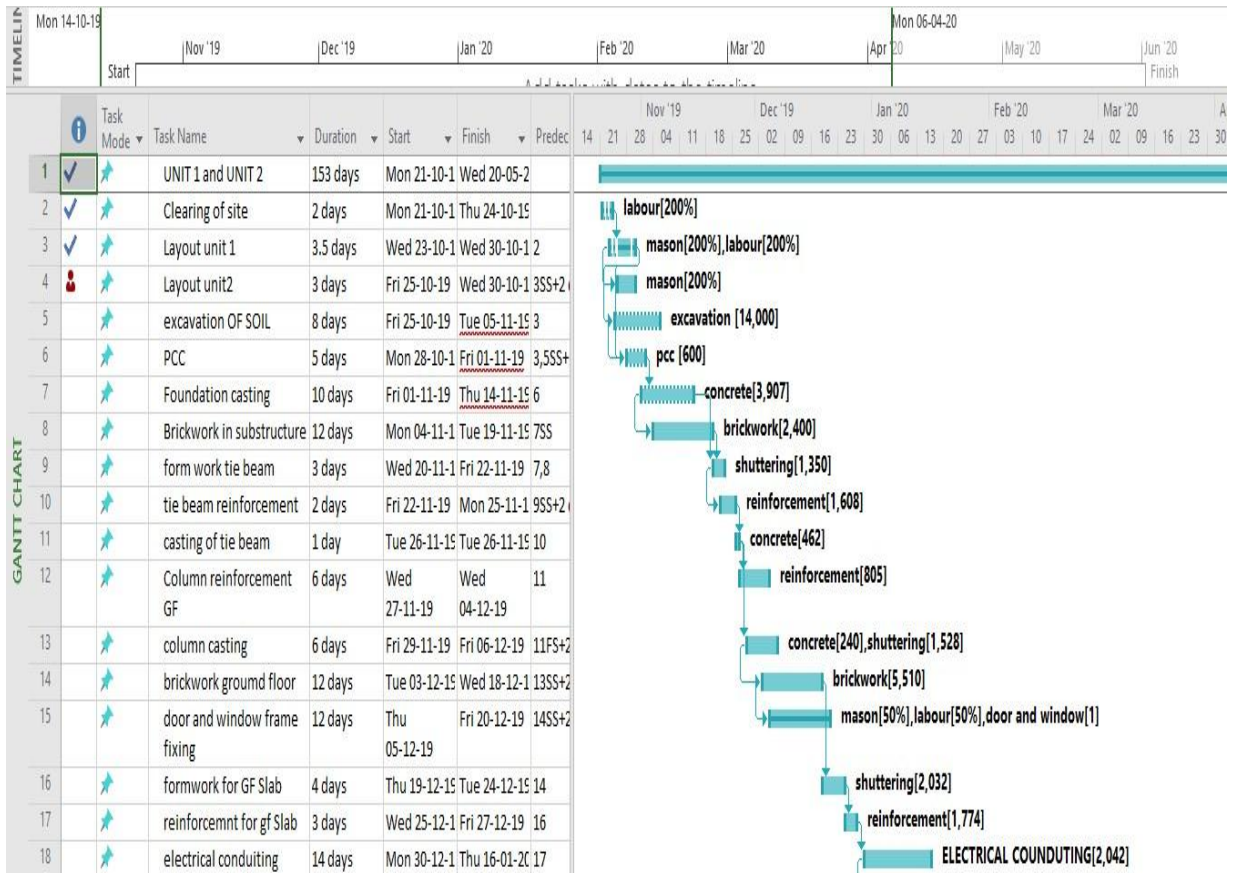 TIMELIN
Mon 14-10-19
Mon 06-04-20
Nov '19 Dec '19 Jan '20 Feb '20 Mar '20 Apr '20 May '20 Jun '20
Start
Finish
Add tasks with dates to the timeline
GANTT CHART
Task Mode Task Name Duration Start Finish Predec
Nov '19 Dec '19 Jan '20 Feb '20 Mar '20 A
14 21 28 04 11 18 25 02 09 16 23 30 06 13 20 27 03 10 17 24 02 09 16 23 30
1 UNIT 1 and UNIT 2 153 days Mon 21-10-1 Wed 20-05-2
2 Clearing of site 2 days Mon 21-10-1 Thu 24-10-19 labour[200%]
3 Layout unit 1 3.5 days Wed 23-10-1 Wed 30-10-1 2 mason[200%],labour[200%]
4 Layout unit2 3 days Fri 25-10-19 Wed 30-10-1 3SS+2 mason[200%]
5 excavation OF SOIL 8 days Fri 25-10-19 Tue 05-11-19 3 excavation [14,000]
6 PCC 5 days Mon 28-10-1 Fri 01-11-19 3,5SS+ pcc [600]
7 Foundation casting 10 days Fri 01-11-19 Thu 14-11-19 6 concrete[3,907]
8 Brickwork in substructure 12 days Mon 04-11-1 Tue 19-11-19 7SS brickwork[2,400]
9 form work tie beam 3 days Wed 20-11-1 Fri 22-11-19 7,8 shuttering[1,350]
10 tie beam reinforcement 2 days Fri 22-11-19 Mon 25-11-1 9SS+2 reinforcement[1,608]
11 casting of tie beam 1 day Tue 26-11-19 Tue 26-11-19 10 concrete[462]
12 Column reinforcement 6 days Wed Wed 11 reinforcement[805]
GF 27-11-19 04-12-19
13 column casting 6 days Fri 29-11-19 Fri 06-12-19 11FS+2 concrete[240],shuttering[1,528]
14 brickwork groumd floor 12 days Tue 03-12-19 Wed 18-12-1 13SS+2 brickwork[5,510]
15 door and window frame 12 days Thu Fri 20-12-19 14SS+2 mason[50%],labour[50%],door and window[1]
fixing 05-12-19
16 formwork for GF Slab 4 days Thu 19-12-19 Tue 24-12-19 14 shuttering[2,032]
17 reinforcemnt for gf Slab 3 days Wed 25-12-1 Fri 27-12-19 16 reinforcement[1,774]
18 electrical conduiting 14 days Mon 30-12-1 Thu 16-01-20 17 ELECTRICAL COUNDUTING[2,042]